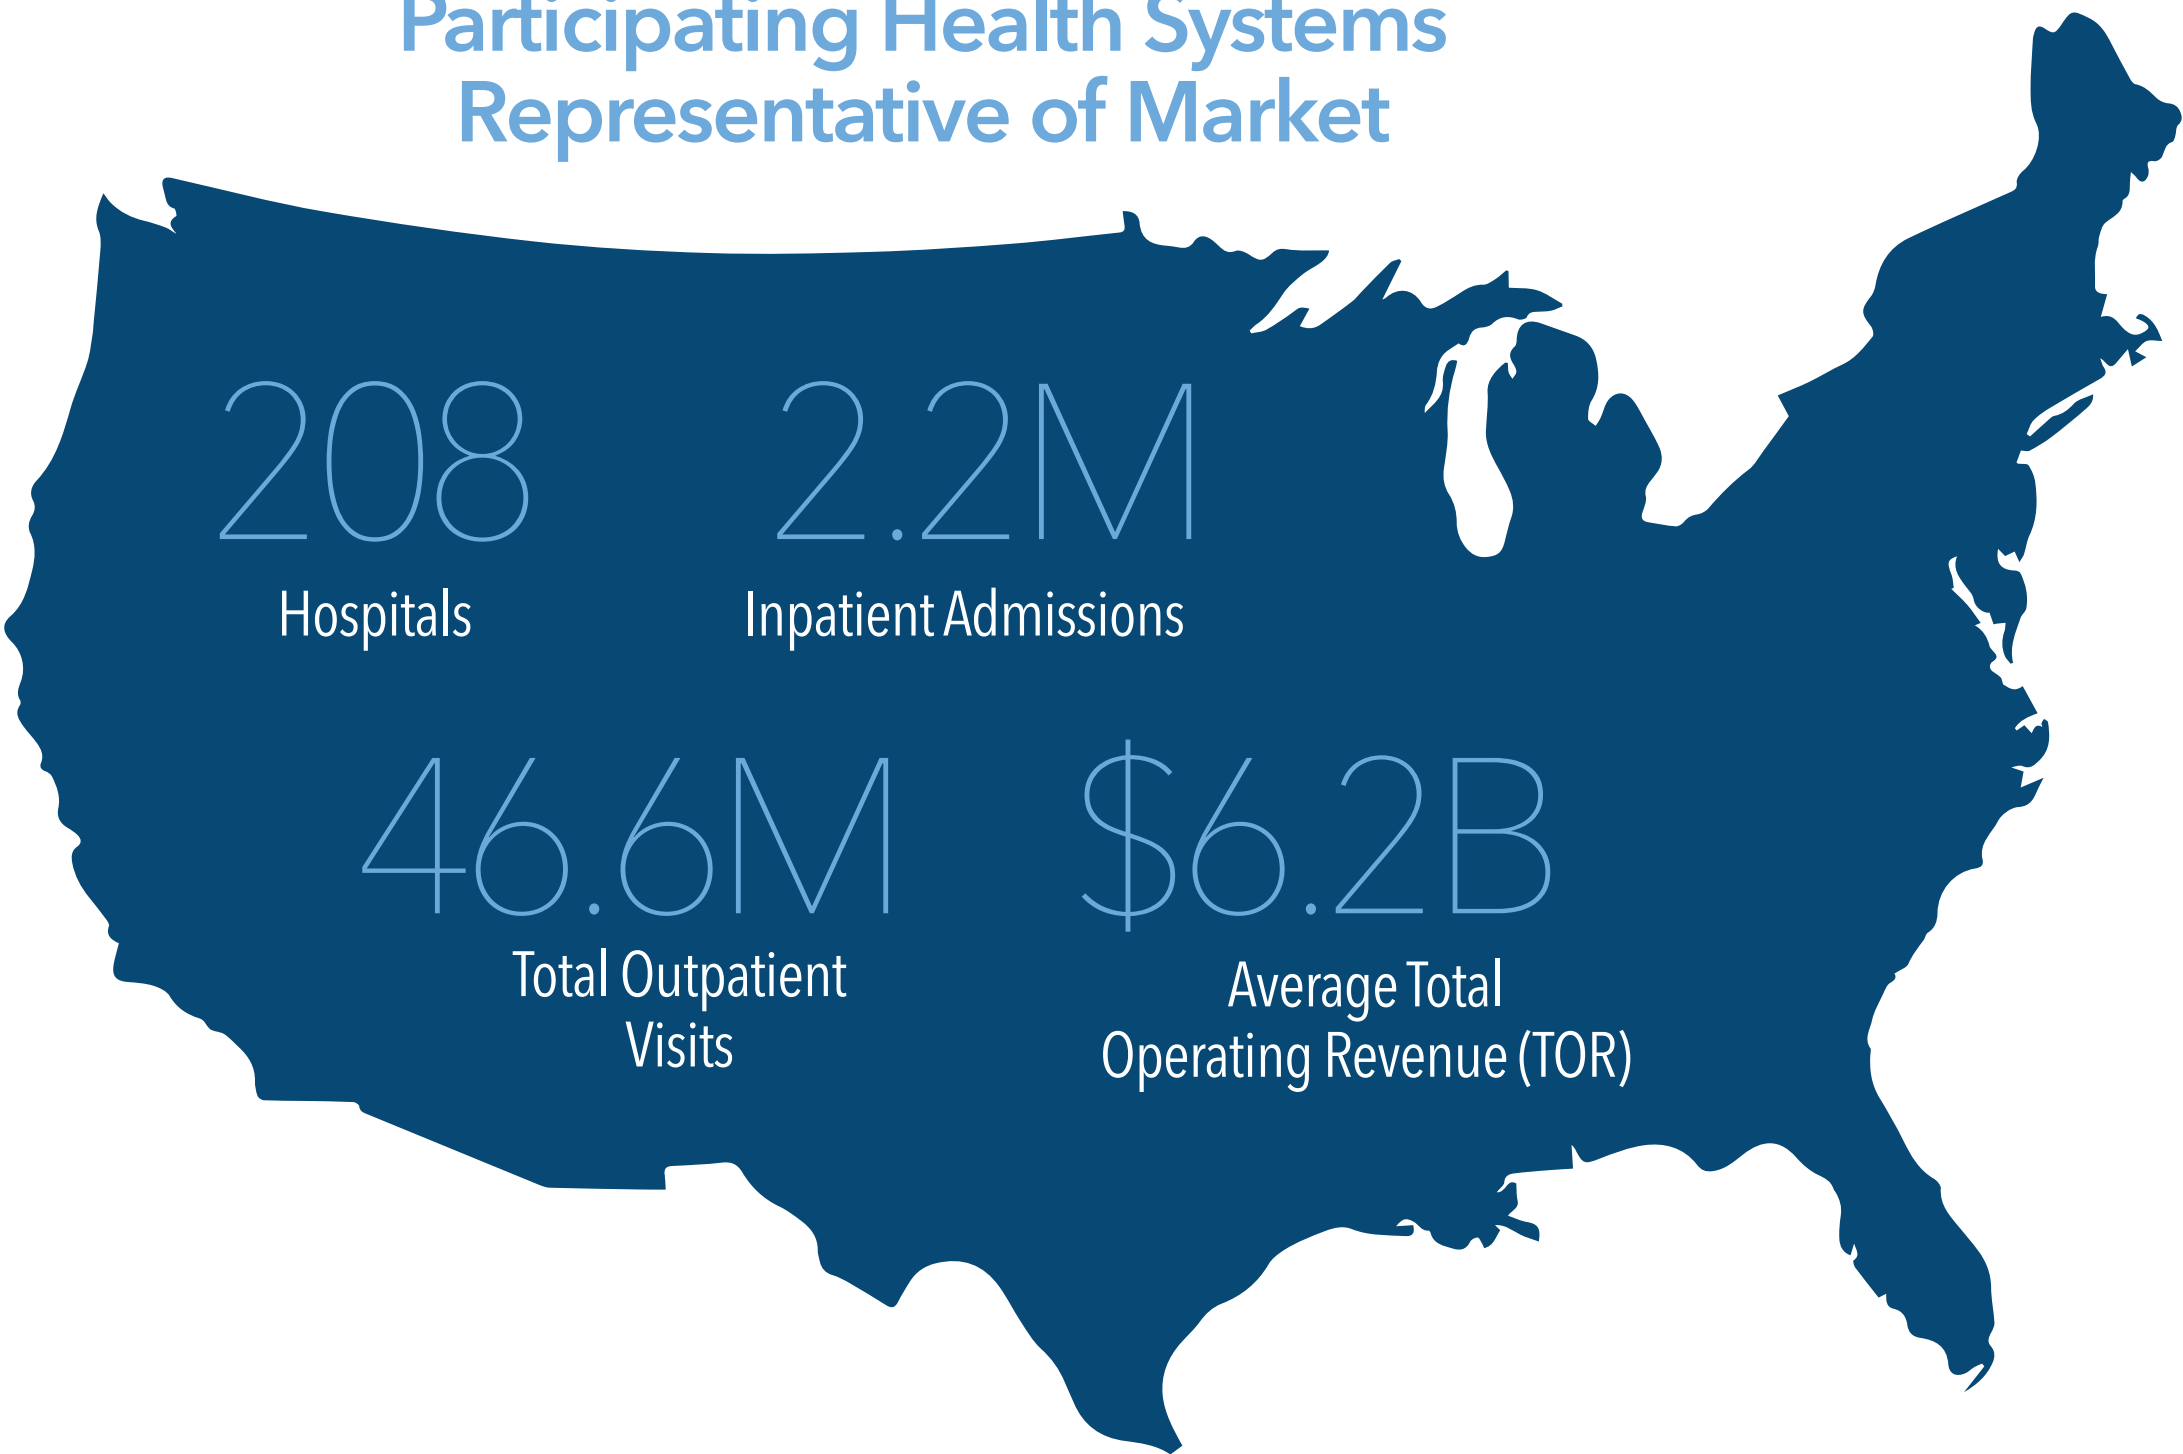 Participating Health Systems
Representative of Market
208
Hospitals
2.2M
Inpatient Admissions
46.6M
Total Outpatient
Visits
$6.2B
Average Total
Operating Revenue (TOR)